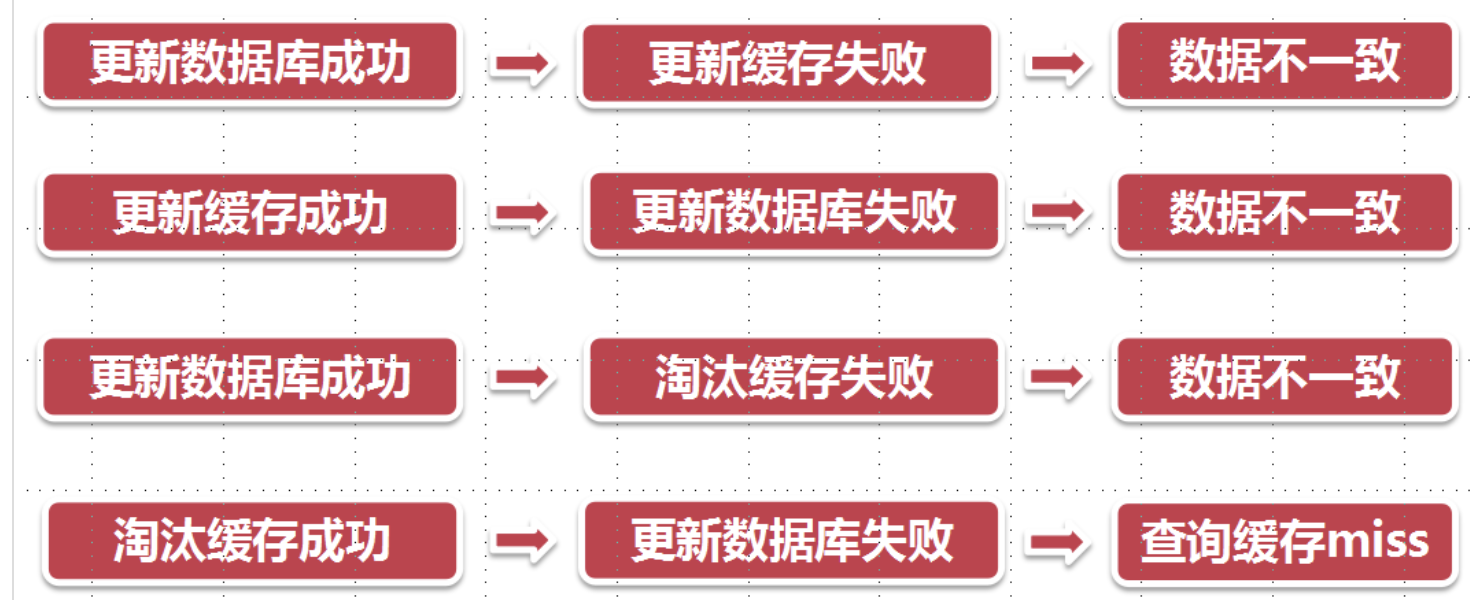 更新数据库成功 更新缓存失败 数据不一致
更新缓存成功 更新数据库失败 数据不一致
更新数据库成功 淘汰缓存失败 数据不一致
淘汰缓存成功 更新数据库失败 查询缓存miss